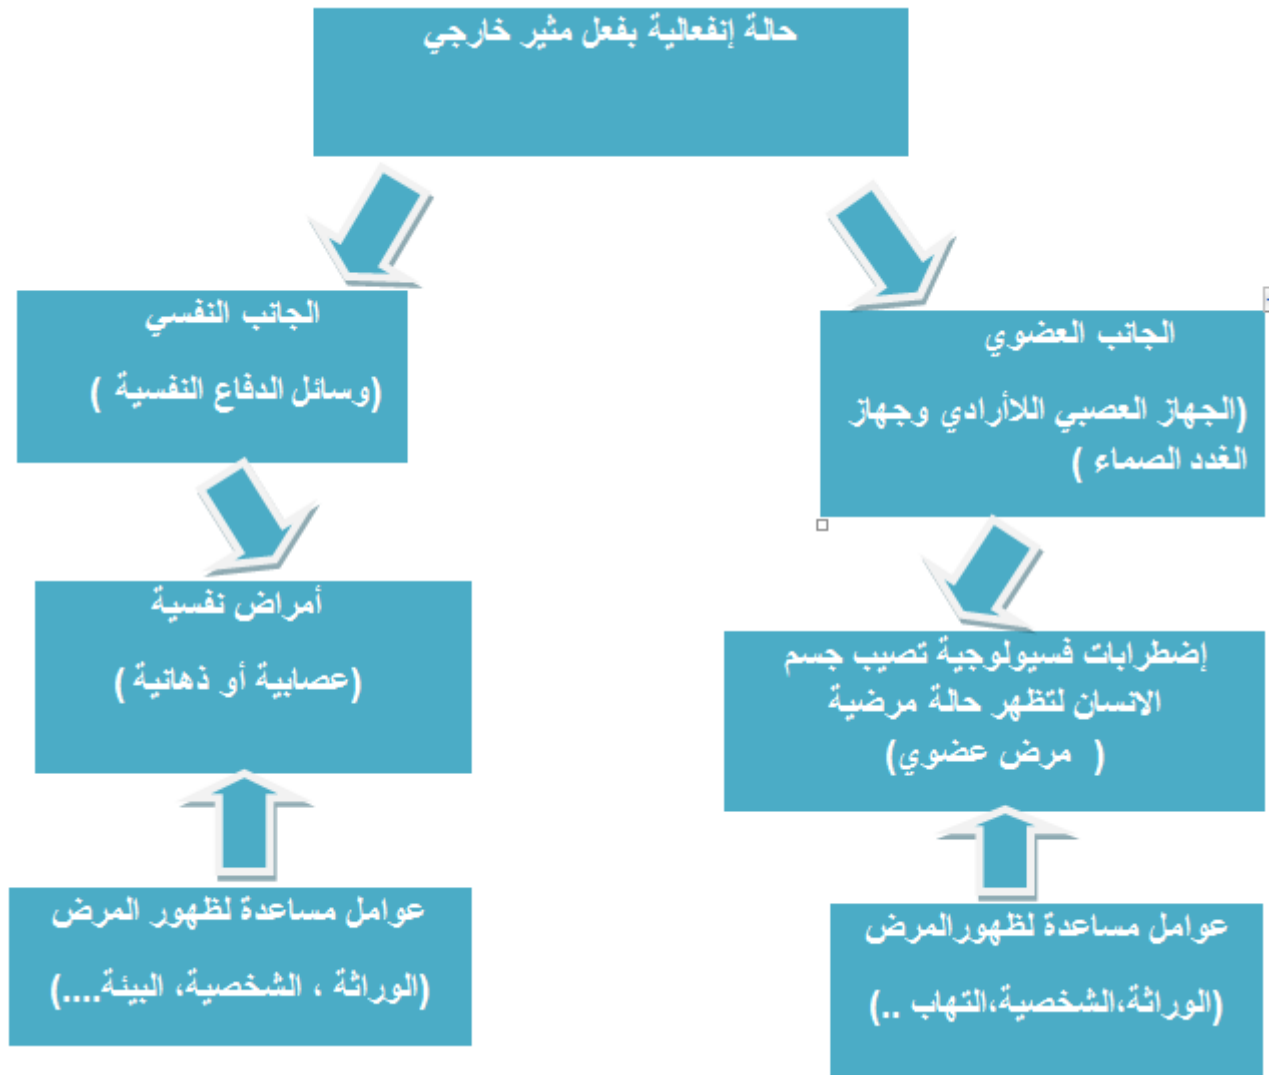 حالة إنفعالية بفعل مثير خارجي
الجانب العضوي
(الجهاز العصبي اللاأرادي وجهاز
الغدد الصماء )
إضطرابات فسيولوجية تصيب جسم
الانسان لتظهر حالة مرضية
( مرض عضوي)
عوامل مساعدة لظهورالمرض
(الوراثة،الشخصية،التهاب ..)
الجانب النفسي
(وسائل الدفاع النفسية )
أمراض نفسية
(عصابية أو ذهانية )
عوامل مساعدة لظهور المرض
(الوراثة ، الشخصية، البيئة....)